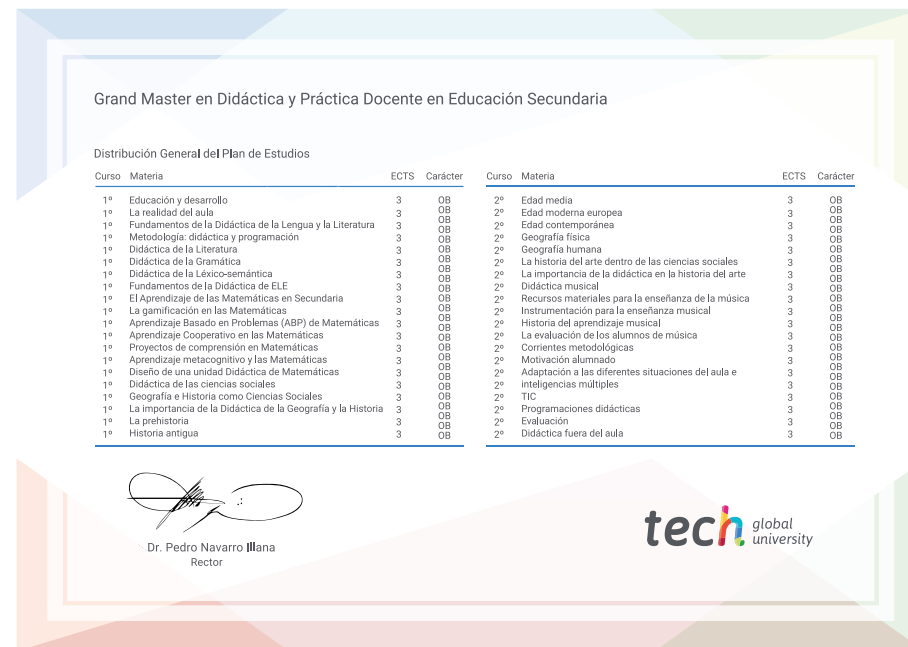 Grand Master en Didáctica y Práctica Docente en Educación Secundaria
Distribución General del Plan de Estudios
Curso Materia ECTS Carácter
1º Educación y desarrollo 3 OB
1º La realidad del aula 3 OB
1º Fundamentos de la Didáctica de la Lengua y la Literatura 3 OB
1º Metodología: didáctica y programación 3 OB
1º Didáctica de la Literatura 3 OB
1º Didáctica de la Gramática 3 OB
1º Didáctica de la Léxico-semántica 3 OB
1º Fundamentos de la Didáctica de ELE 3 OB
1º El Aprendizaje de las Matemáticas en Secundaria 3 OB
1º La gamificación en las Matemáticas 3 OB
1º Aprendizaje Basado en Problemas (ABP) de Matemáticas 3 OB
1º Aprendizaje Cooperativo en las Matemáticas 3 OB
1º Proyectos de comprensión en Matemáticas 3 OB
1º Aprendizaje metacognitivo y las Matemáticas 3 OB
1º Diseño de una unidad Didáctica de Matemáticas 3 OB
1º Didáctica de las ciencias sociales 3 OB
1º Geografía e Historia como Ciencias Sociales 3 OB
1º La importancia de la Didáctica de la Geografía y la Historia 3 OB
1º La prehistoria 3 OB
1º Historia antigua 3 OB
Curso Materia ECTS Carácter
2º Edad media 3 OB
2º Edad moderna europea 3 OB
2º Edad contemporánea 3 OB
2º Geografía física 3 OB
2º Geografía humana 3 OB
2º La historia del arte dentro de las ciencias sociales 3 OB
2º La importancia de la didáctica en la historia del arte 3 OB
2º Didáctica musical 3 OB
2º Recursos materiales para la enseñanza de la música 3 OB
2º Instrumentación para la enseñanza musical 3 OB
2º Historia del aprendizaje musical 3 OB
2º La evaluación de los alumnos de música 3 OB
2º Corrientes metodológicas 3 OB
2º Motivación alumnado 3 OB
2º Adaptación a las diferentes situaciones del aula e 3 OB
2º inteligencias múltiples 3 OB
2º TIC 3 OB
2º Programaciones didácticas 3 OB
2º Evaluación 3 OB
2º Didáctica fuera del aula 3 OB
Dr. Pedro Navarro Illana
Rector
tech global
university